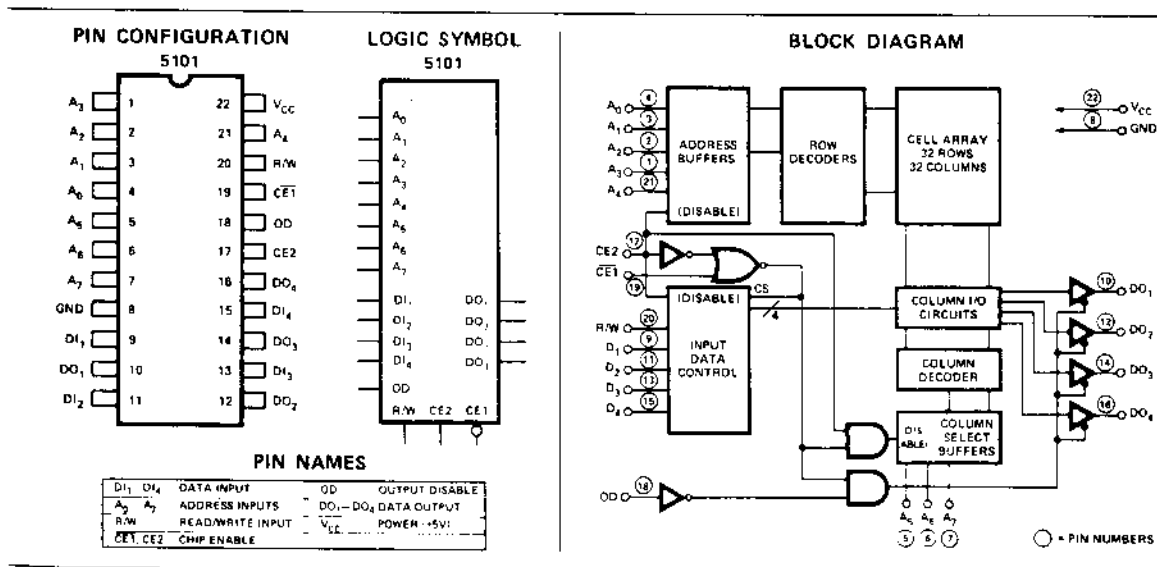 PIN CONFIGURATION
5101
A3 1 22 VCC
A2 2 21 A4
A1 3 20 R/W
A0 4 19 CE1
A5 5 18 OD
A6 6 17 CE2
A7 7 16 DO4
GND 8 15 DI4
DI1 9 14 DO3
DO1 10 13 DI3
DI2 11 12 DO2
LOGIC SYMBOL
5101
A0
A1
A2
A3
A4
A5
A6
A7
DI1 DO1
DI2 DO2
DI3
DI4
OD
R/W CE2 CE1
PIN NAMES
DI1 DI4 DATA INPUT OD OUTPUT DISABLE
A0 A7 ADDRESS INPUTS DO1–DO4 DATA OUTPUT
R/W READ/WRITE INPUT VCC POWER (+5V)
CE1, CE2 CHIP ENABLE
BLOCK DIAGRAM
A0 4
A1 3
A2 2
A3 1
A4 21
ADDRESS
BUFFERS
(DISABLE)
ROW
DECODERS
CELL ARRAY
32 ROWS
32 COLUMNS
22 VCC
8 GND
CE2 17
CE1 19
(DISABLE)
CS
4
R/W 20
D1 9
D2 11
D3 13
D4 15
INPUT
DATA
CONTROL
COLUMN I/O
CIRCUITS
COLUMN
DECODER
(DIS
ABLE)
COLUMN
SELECT
BUFFERS
10 DO1
12 DO2
14 DO3
16 DO4
OD 18
A5 A6 A7
5 6 7
= PIN NUMBERS